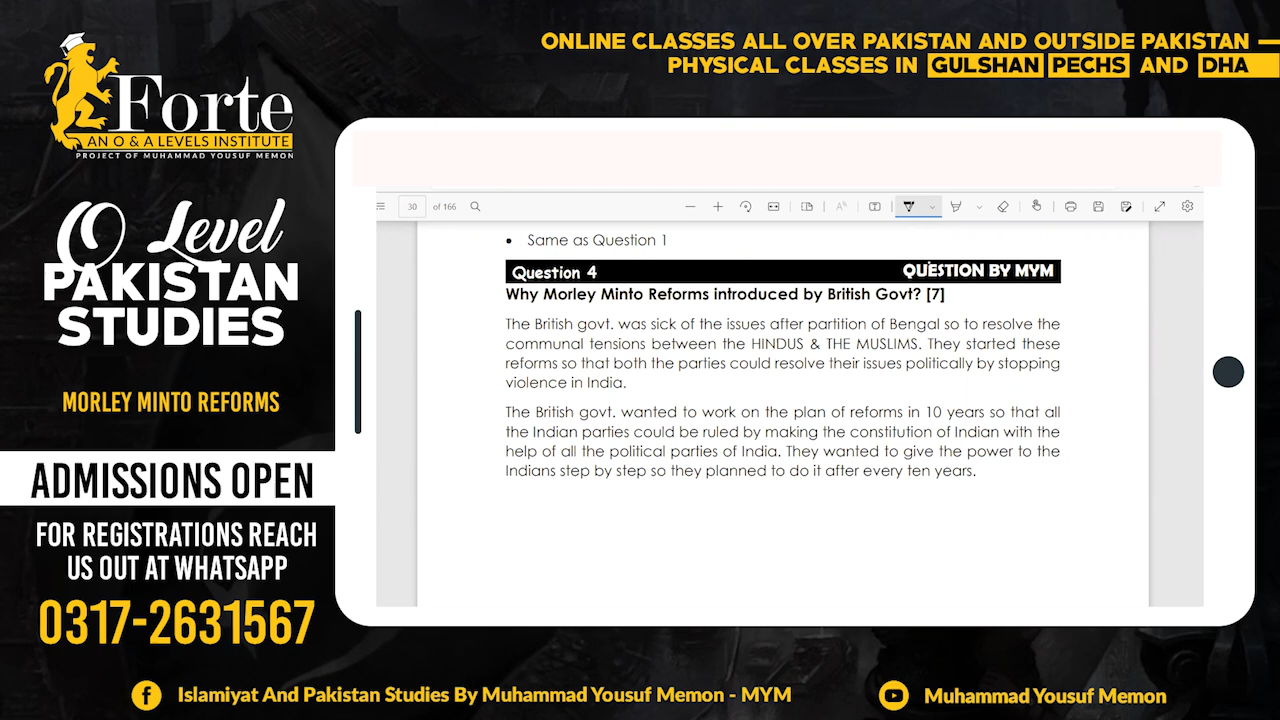 Forte
AN O & A LEVELS INSTITUTE
PROJECT OF MUHAMMAD YOUSUF MEMON
ONLINE CLASSES ALL OVER PAKISTAN AND OUTSIDE PAKISTAN
PHYSICAL CLASSES IN GULSHAN PECHS AND DHA
O Level
PAKISTAN
STUDIES
MORLEY MINTO REFORMS
ADMISSIONS OPEN
FOR REGISTRATIONS REACH
US OUT AT WHATSAPP
0317-2631567
30 of 166
• Same as Question 1
Question 4 QUESTION BY MYM
Why Morley Minto Reforms introduced by British Govt? [7]
The British govt. was sick of the issues after partition of Bengal so to resolve the
communal tensions between the HINDUS & THE MUSLIMS. They started these
reforms so that both the parties could resolve their issues politically by stopping
violence in India.
The British govt. wanted to work on the plan of reforms in 10 years so that all
the Indian parties could be ruled by making the constitution of Indian with the
help of all the political parties of India. They wanted to give the power to the
Indians step by step so they planned to do it after every ten years.
Islamiyat And Pakistan Studies By Muhammad Yousuf Memon - MYM
Muhammad Yousuf Memon